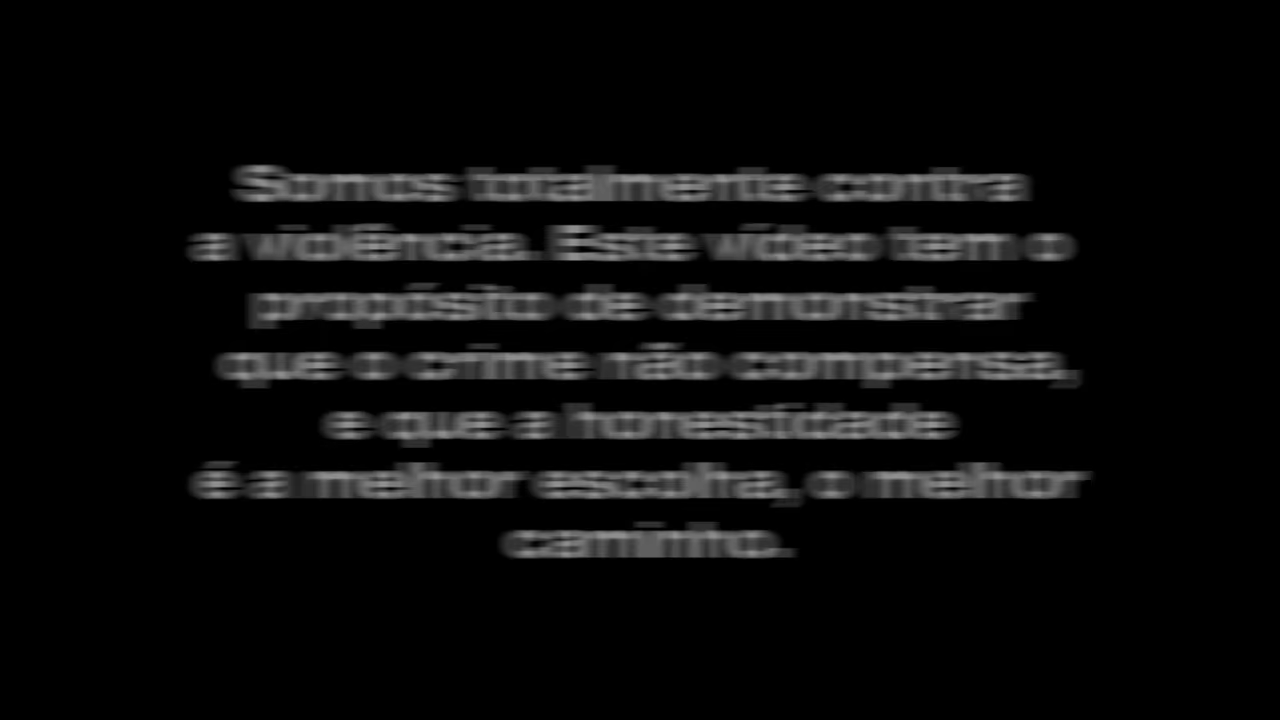 Somos totalmente contra
a violência. Este vídeo tem o
propósito de demonstrar
que o crime não compensa,
e que a honestidade
é a melhor escolha, o melhor
caminho.